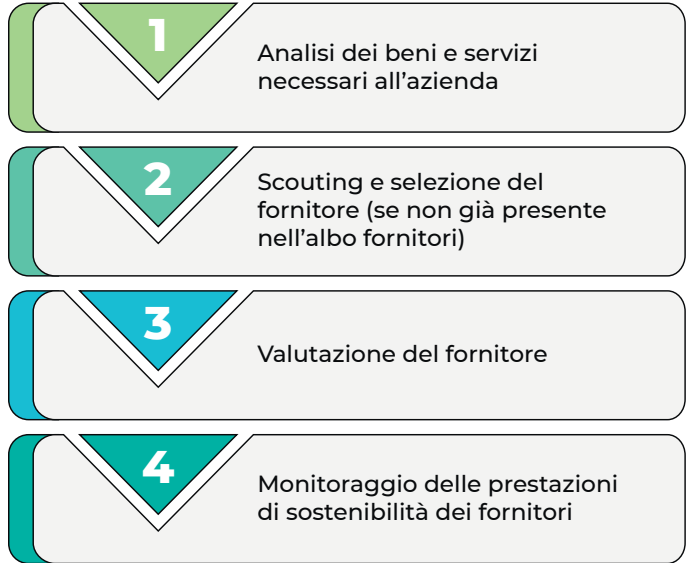 1
Analisi dei beni e servizi
necessari all’azienda
2
Scouting e selezione del
fornitore (se non già presente
nell’albo fornitori)
3
Valutazione del fornitore
4
Monitoraggio delle prestazioni
di sostenibilità dei fornitori